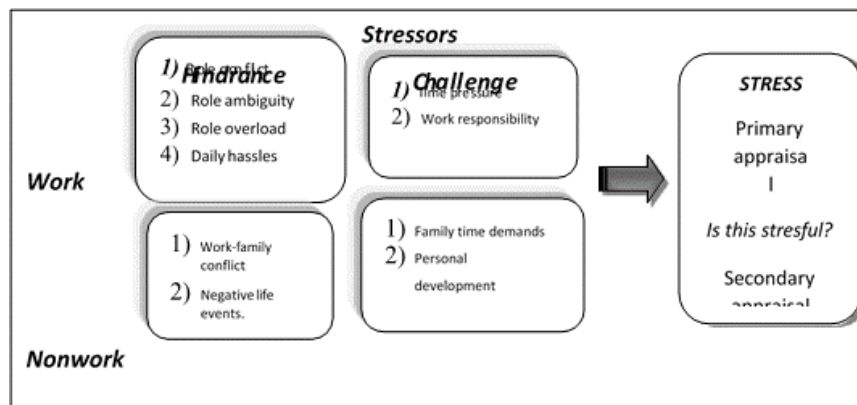 Stressors
Hindrance
Challenge
Work
1) Role conflict
2) Role ambiguity
3) Role overload
4) Daily hassles
1) Time pressure
2) Work responsibility
Nonwork
1) Work-family
conflict
2) Negative life
events.
1) Family time demands
2) Personal
development
STRESS
Primary
appraisa
l
Is this stresful?
Secondary
appraisal